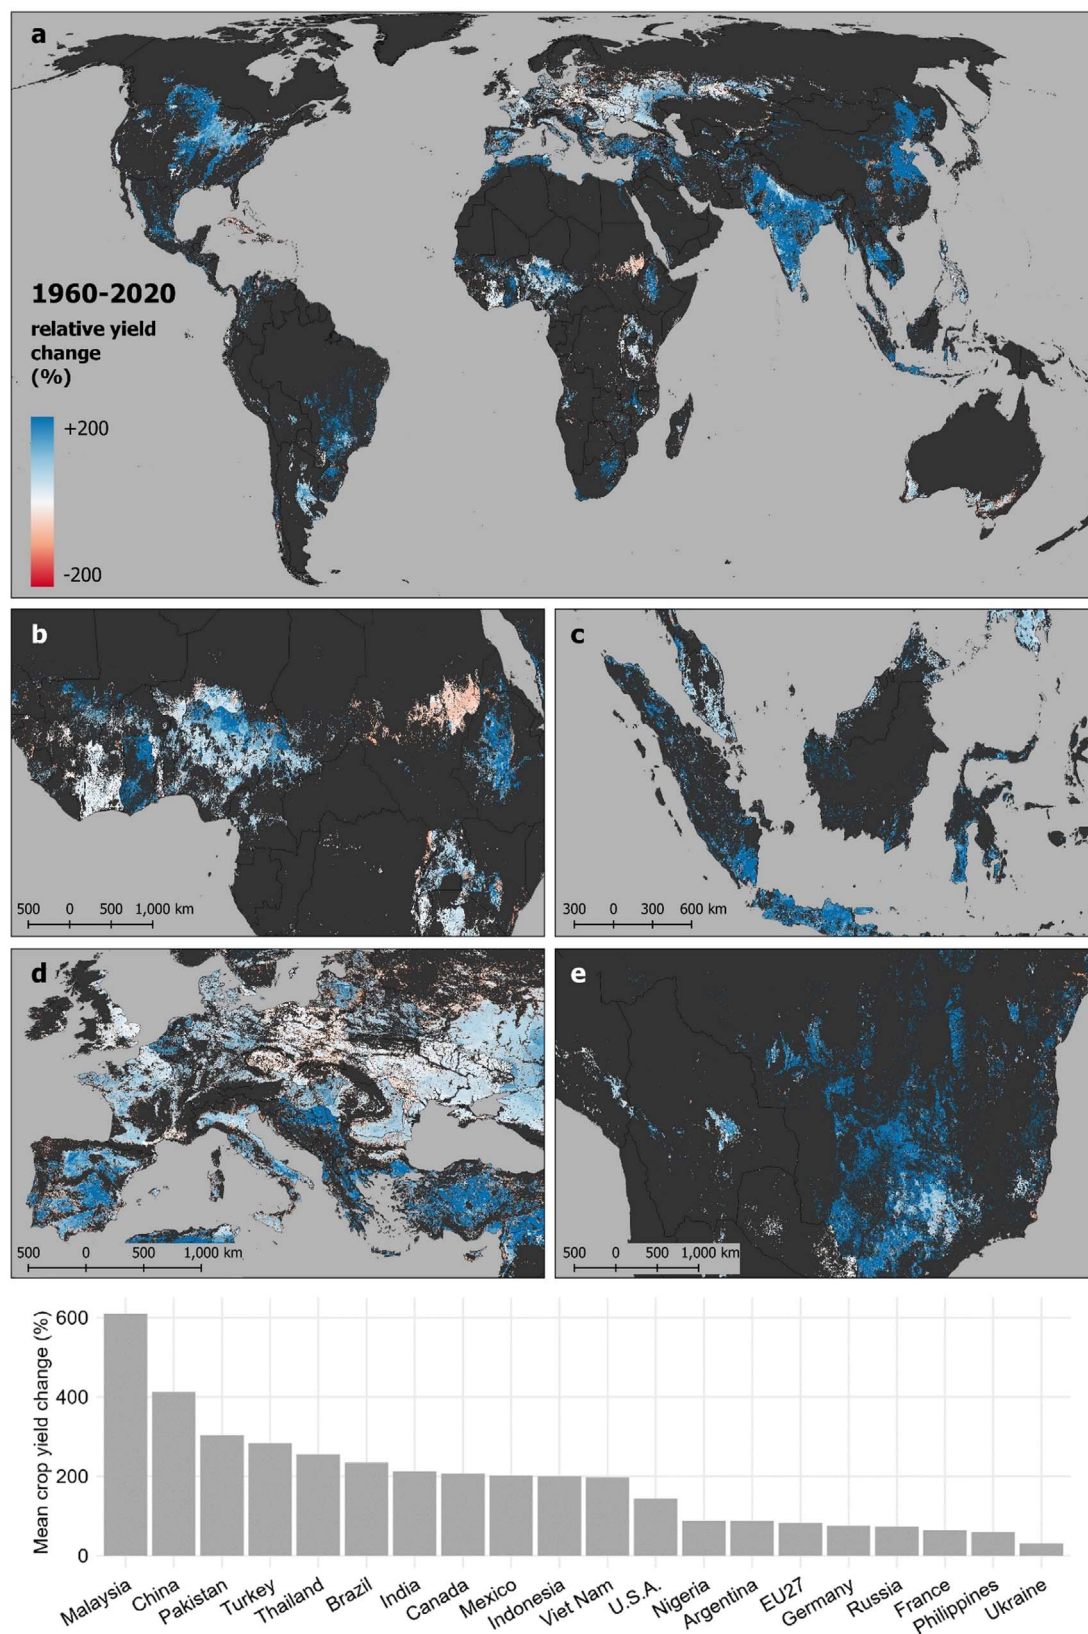 a
1960-2020
relative yield
change
(%)
+200
-200
b
500 0 500 1,000 km
c
300 0 300 600 km
d
500 0 500 1,000 km
e
500 0 500 1,000 km
Mean crop yield change (%)
600
400
200
0
Malaysia
China
Pakistan
Turkey
Thailand
Brazil
India
Canada
Mexico
Indonesia
Viet Nam
U.S.A.
Nigeria
Argentina
EU27
Germany
Russia
France
Philippines
Ukraine